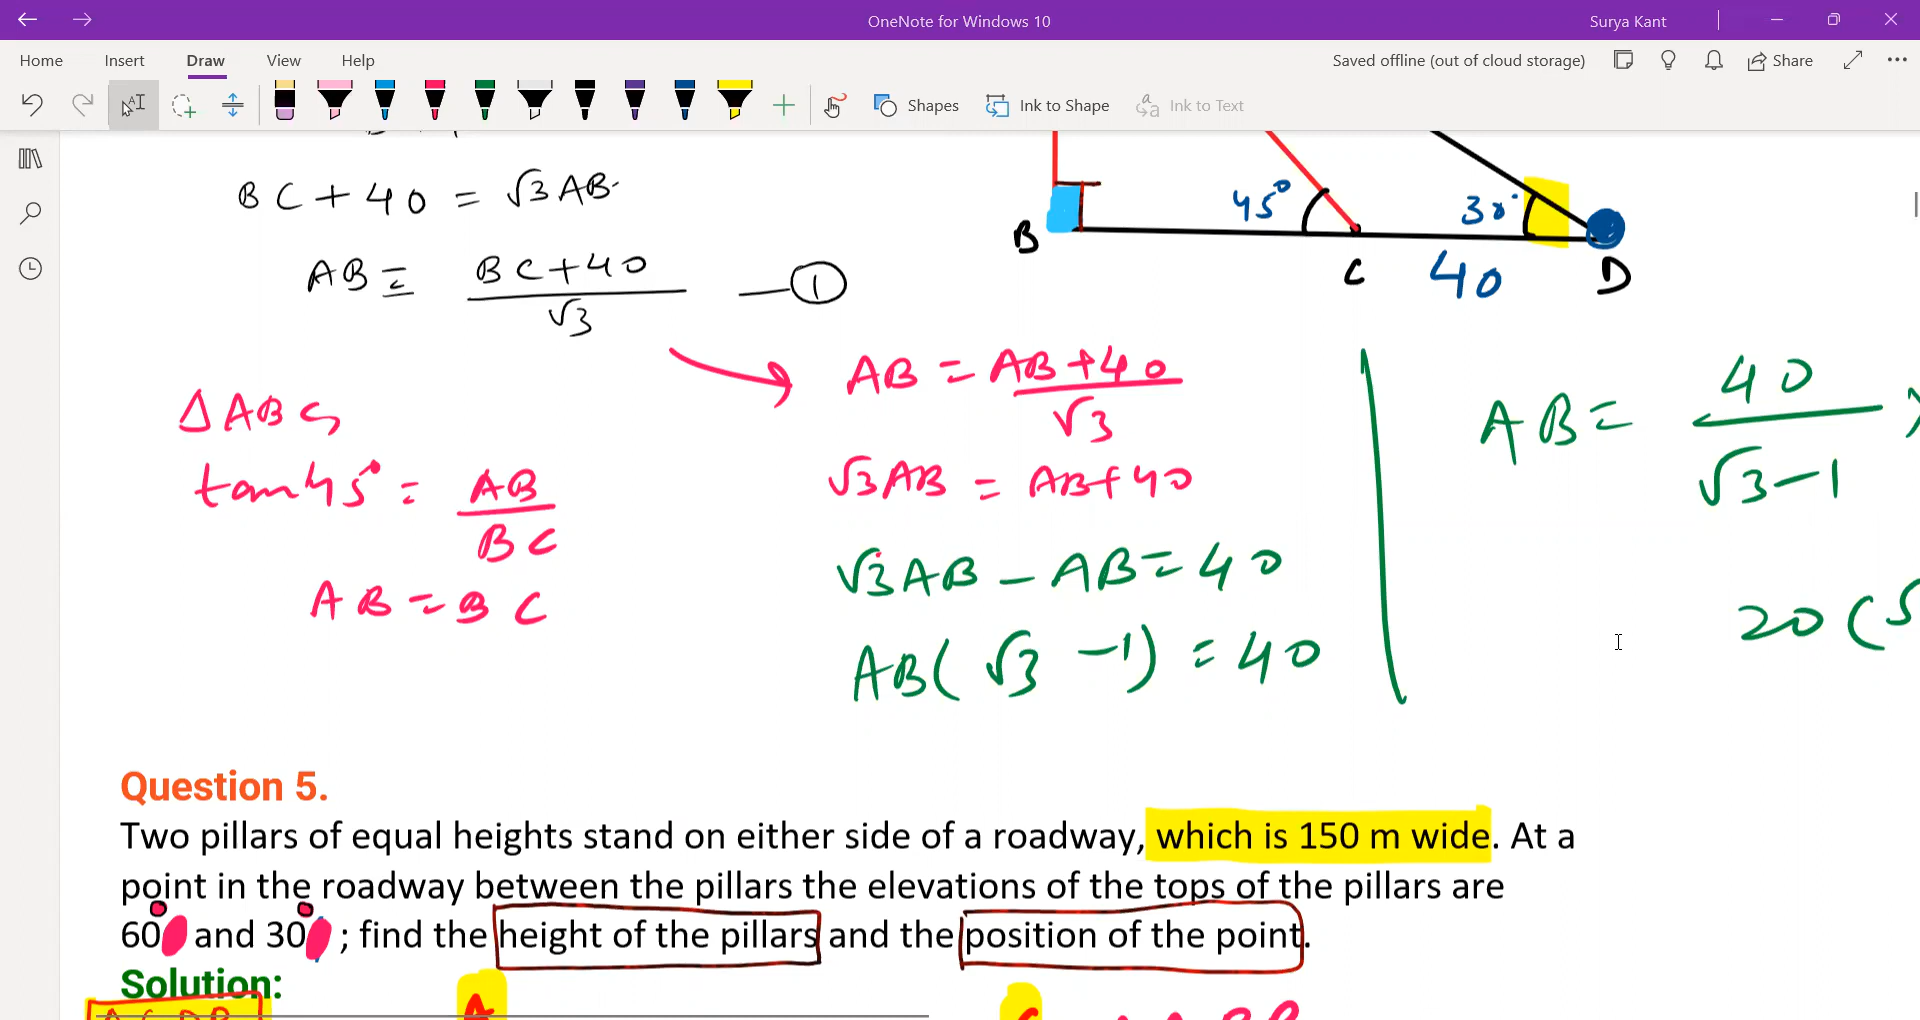 OneNote for Windows 10
Surya Kant
Home Insert Draw View Help
Saved offline (out of cloud storage)
Share
Shapes
Ink to Shape
Ink to Text
BC + 40 = √3 AB
AB = BC+40 / √3 — ①
45° 30°
B C 40 D
△ABC
tan45° = AB / BC
AB = BC
AB = AB+40 / √3
√3AB = AB+40
√3AB - AB = 40
AB(√3 -1) = 40
AB = 40 / √3-1
20(
Question 5.
Two pillars of equal heights stand on either side of a roadway, which is 150 m wide. At a
point in the roadway between the pillars the elevations of the tops of the pillars are
60 and 30 ; find the height of the pillars and the position of the point.
Solution:
A